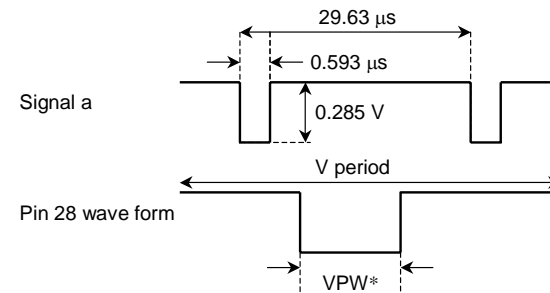 29.63 μs
0.593 μs
Signal a
0.285 V
V period
Pin 28 wave form
VPW*